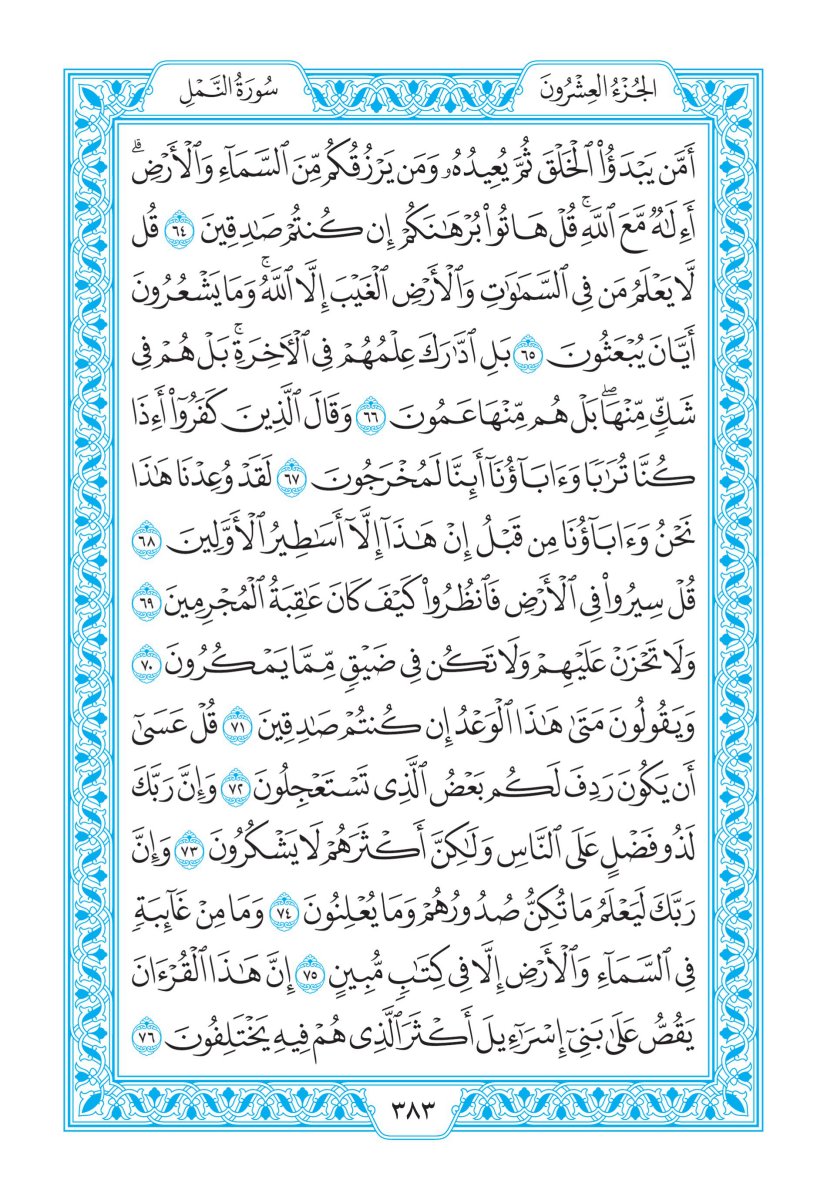 الجُزْءُ العِشْرُونَ
سُورَةُ النَّمْلِ
أَمَّن يَبْدَؤُاْ ٱلْخَلْقَ ثُمَّ يُعِيدُهُۥ وَمَن يَرْزُقُكُم مِّنَ ٱلسَّمَآءِ وَٱلْأَرْضِۗ
أَءِلَٰهٌ مَّعَ ٱللَّهِۚ قُلْ هَاتُواْ بُرْهَٰنَكُمْ إِن كُنتُمْ صَٰدِقِينَ ٦٤ قُل
لَّا يَعْلَمُ مَن فِى ٱلسَّمَٰوَٰتِ وَٱلْأَرْضِ ٱلْغَيْبَ إِلَّا ٱللَّهُۚ وَمَا يَشْعُرُونَ
أَيَّانَ يُبْعَثُونَ ٦٥ بَلِ ٱدَّٰرَكَ عِلْمُهُمْ فِى ٱلْأٓخِرَةِۚ بَلْ هُمْ فِى
شَكٍّ مِّنْهَاۖ بَلْ هُم مِّنْهَا عَمُونَ ٦٦ وَقَالَ ٱلَّذِينَ كَفَرُوٓاْ أَءِذَا
كُنَّا تُرَٰبًا وَءَابَآؤُنَآ أَئِنَّا لَمُخْرَجُونَ ٦٧ لَقَدْ وُعِدْنَا هَٰذَا
نَحْنُ وَءَابَآؤُنَا مِن قَبْلُ إِنْ هَٰذَآ إِلَّآ أَسَٰطِيرُ ٱلْأَوَّلِينَ ٦٨
قُلْ سِيرُواْ فِى ٱلْأَرْضِ فَٱنظُرُواْ كَيْفَ كَانَ عَٰقِبَةُ ٱلْمُجْرِمِينَ ٦٩
وَلَا تَحْزَنْ عَلَيْهِمْ وَلَا تَكُن فِى ضَيْقٍ مِّمَّا يَمْكُرُونَ ٧٠
وَيَقُولُونَ مَتَىٰ هَٰذَا ٱلْوَعْدُ إِن كُنتُمْ صَٰدِقِينَ ٧١ قُلْ عَسَىٰٓ
أَن يَكُونَ رَدِفَ لَكُم بَعْضُ ٱلَّذِى تَسْتَعْجِلُونَ ٧٢ وَإِنَّ رَبَّكَ
لَذُو فَضْلٍ عَلَى ٱلنَّاسِ وَلَٰكِنَّ أَكْثَرَهُمْ لَا يَشْكُرُونَ ٧٣ وَإِنَّ
رَبَّكَ لَيَعْلَمُ مَا تُكِنُّ صُدُورُهُمْ وَمَا يُعْلِنُونَ ٧٤ وَمَا مِنْ غَآئِبَةٍ
فِى ٱلسَّمَآءِ وَٱلْأَرْضِ إِلَّا فِى كِتَٰبٍ مُّبِينٍ ٧٥ إِنَّ هَٰذَا ٱلْقُرْءَانَ
يَقُصُّ عَلَىٰ بَنِىٓ إِسْرَٰٓءِيلَ أَكْثَرَ ٱلَّذِى هُمْ فِيهِ يَخْتَلِفُونَ ٧٦
٣٨٣